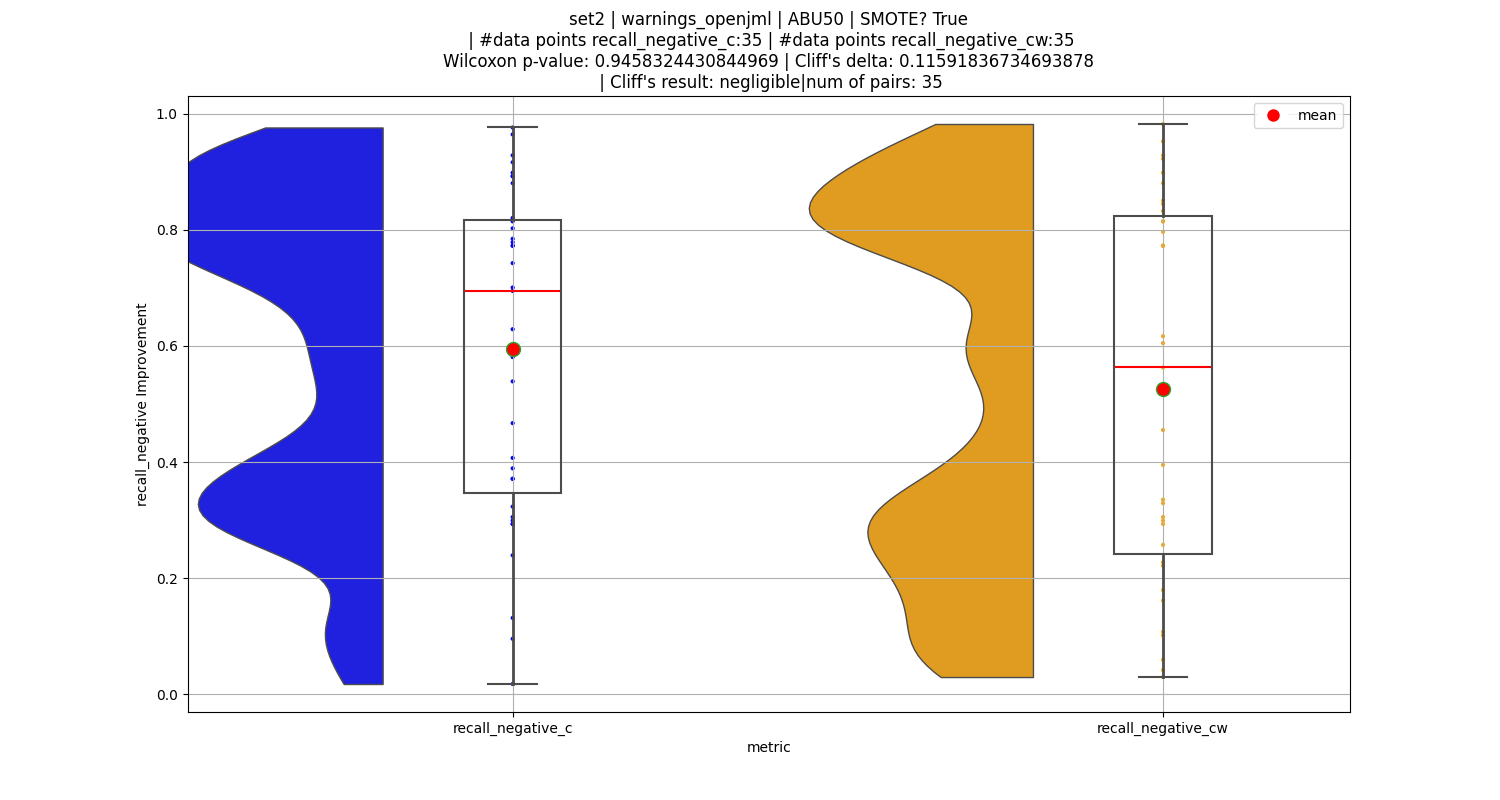 set2 | warnings_openjml | ABU50 | SMOTE? True
| #data points recall_negative_c:35 | #data points recall_negative_cw:35
Wilcoxon p-value: 0.9458324430844969 | Cliff's delta: 0.11591836734693878
| Cliff's result: negligible|num of pairs: 35
mean
1.0
0.8
0.6
0.4
0.2
0.0
recall_negative Improvement
recall_negative_c
recall_negative_cw
metric